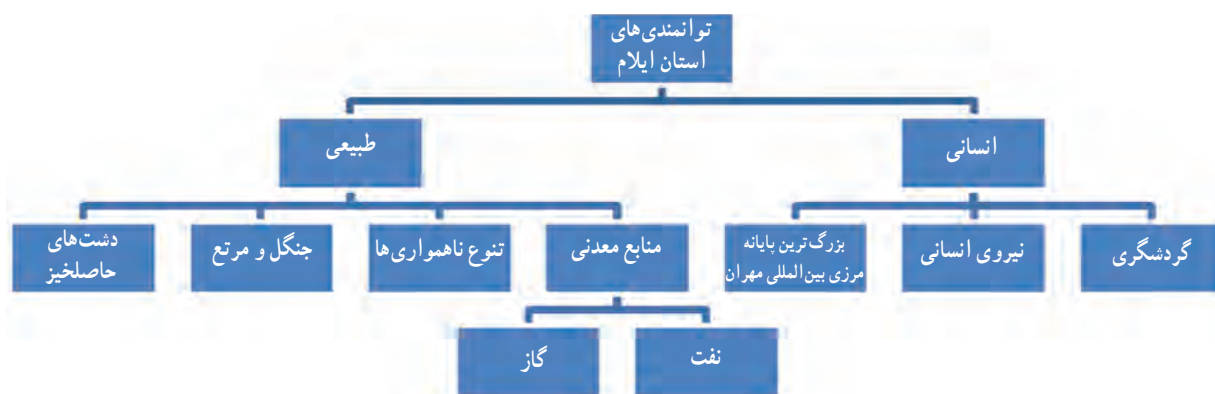 توانمندی‌های
استان ایلام
انسانی
طبیعی
گردشگری
نیروی انسانی
بزرگ‌ترین پایانه
مرزی بین‌المللی مهران
منابع معدنی
تنوع ناهمواری‌ها
جنگل و مرتع
دشت‌های
حاصلخیز
نفت
گاز